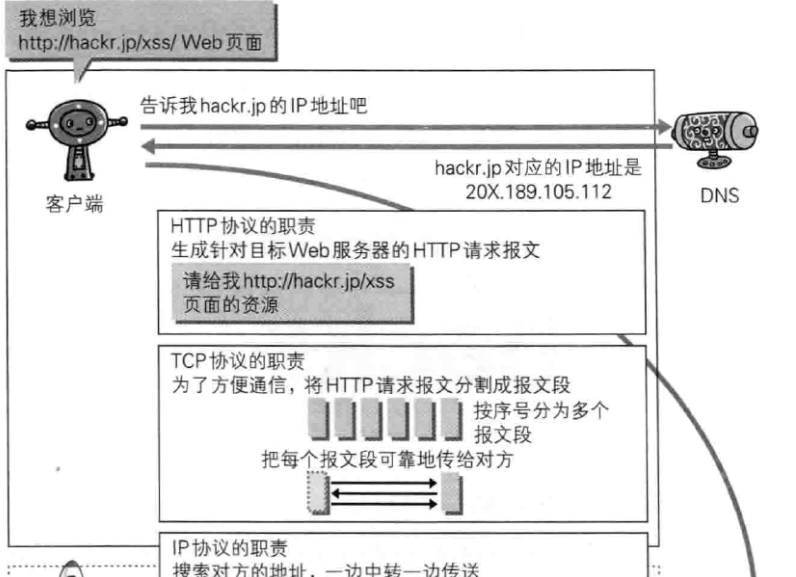 我想浏览
http://hackr.jp/xss/ Web页面
告诉我hackr.jp的IP地址吧
hackr.jp对应的IP地址是
20X.189.105.112
客户端
DNS
HTTP协议的职责
生成针对目标Web服务器的HTTP请求报文
请给我http://hackr.jp/xss
页面的资源
TCP协议的职责
为了方便通信，将HTTP请求报文分割成报文段
按序号分为多个
报文段
把每个报文段可靠地传给对方
IP协议的职责
搜索对方的地址，一边中转一边传送